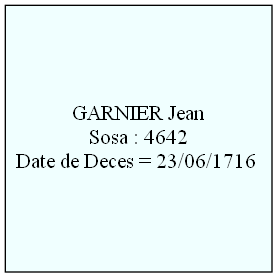 GARNIER Jean
Sosa : 4642
Date de Deces = 23/06/1716